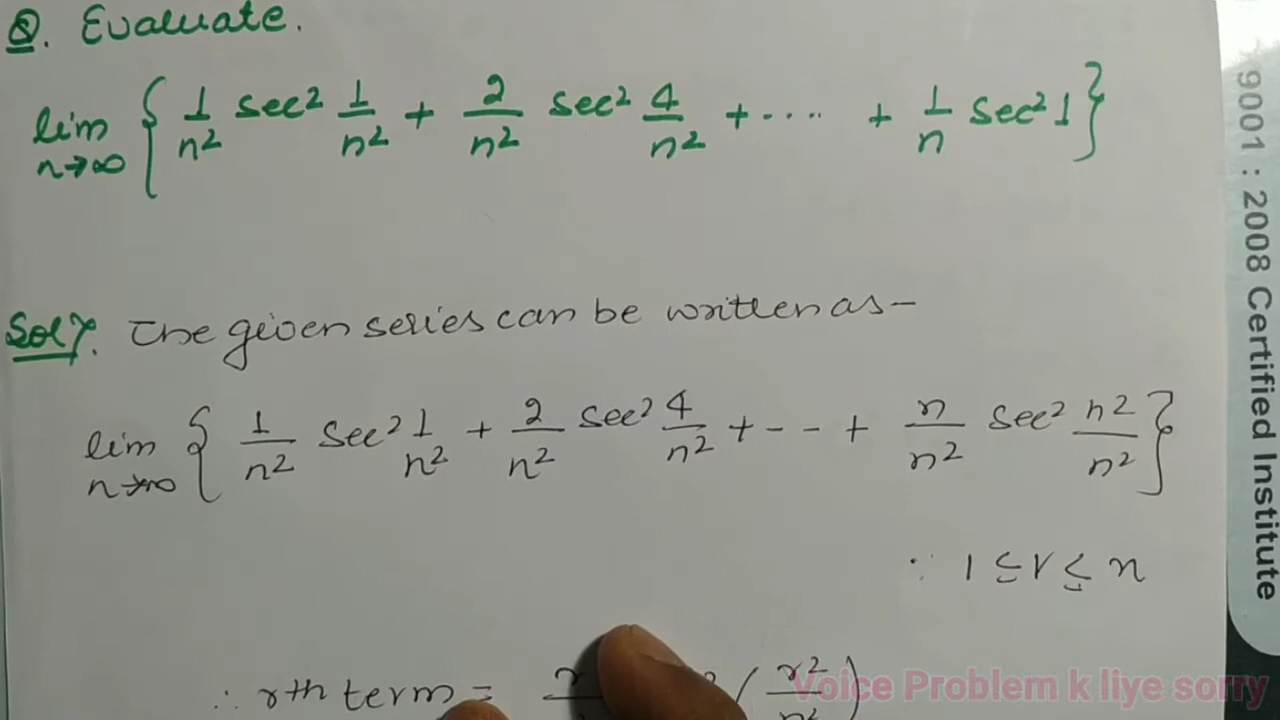 Q. Evaluate.
lim n→∞ { 1/n² sec² 1/n² + 2/n² sec² 4/n² + ···· + 1/n sec² 1 }
Solⁿ. The given series can be written as –
lim n→∞ { 1/n² sec² 1/n² + 2/n² sec² 4/n² + - - + n/n² sec² n²/n² }
∵ 1 ≤ r ≤ n
∴ rth term = r ( r²/n² )
Voice Problem k liye sorry
9001 : 2008 Certified Institute